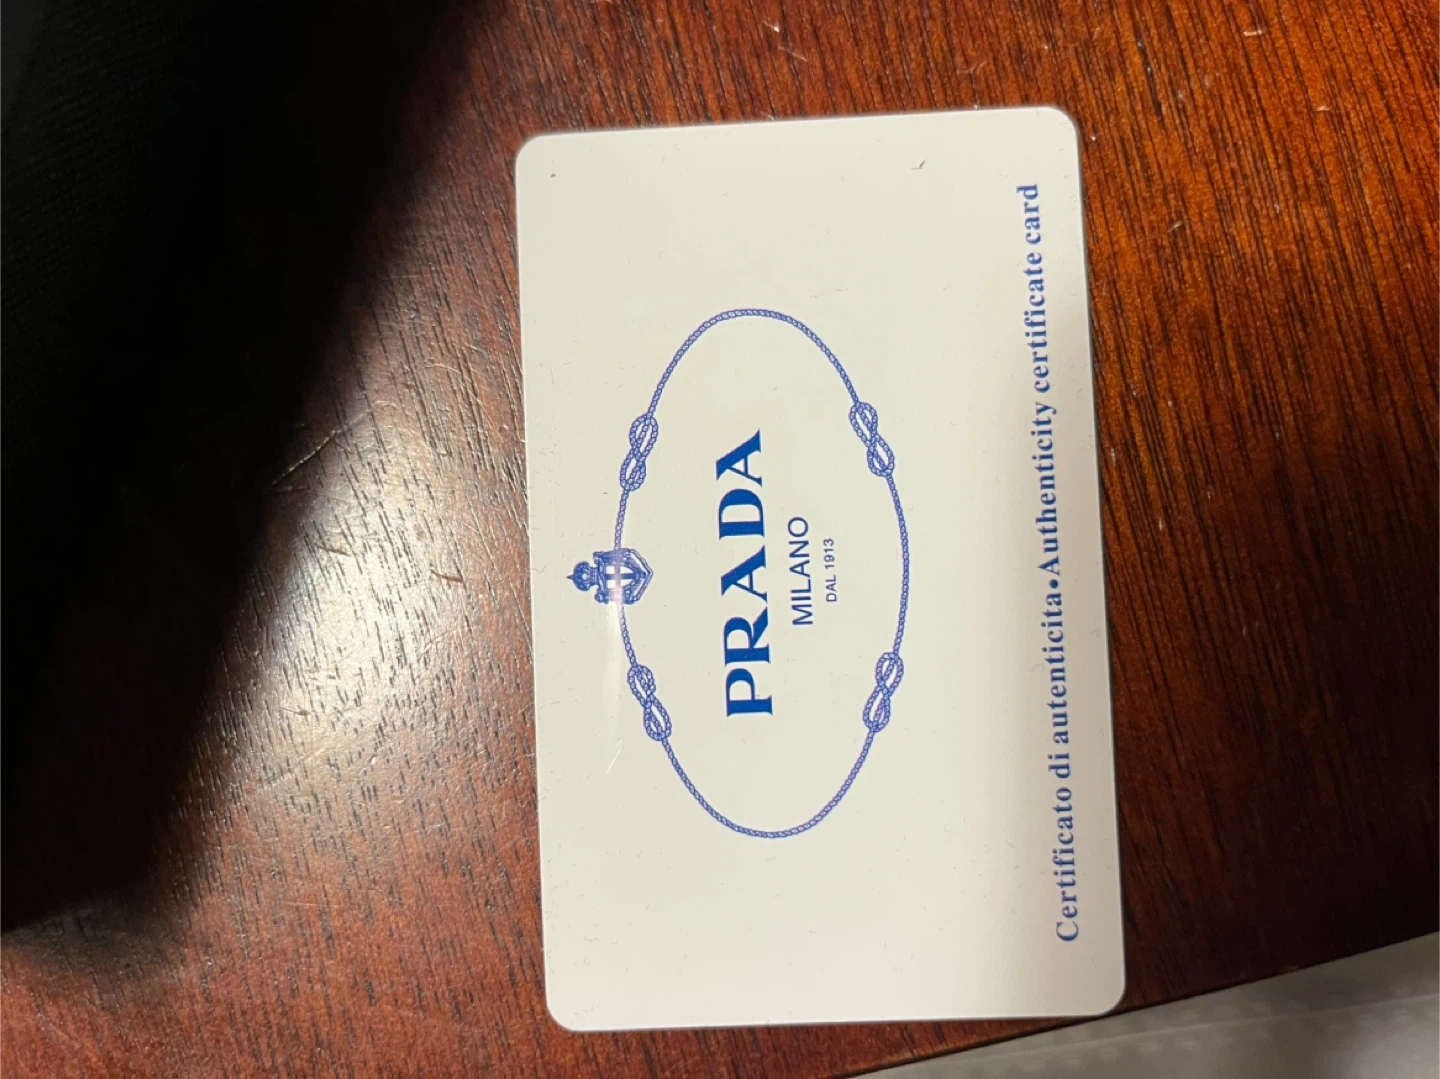 PRADA
MILANO
DAL 1913
Certificato di autenticita•Authenticity certificate card